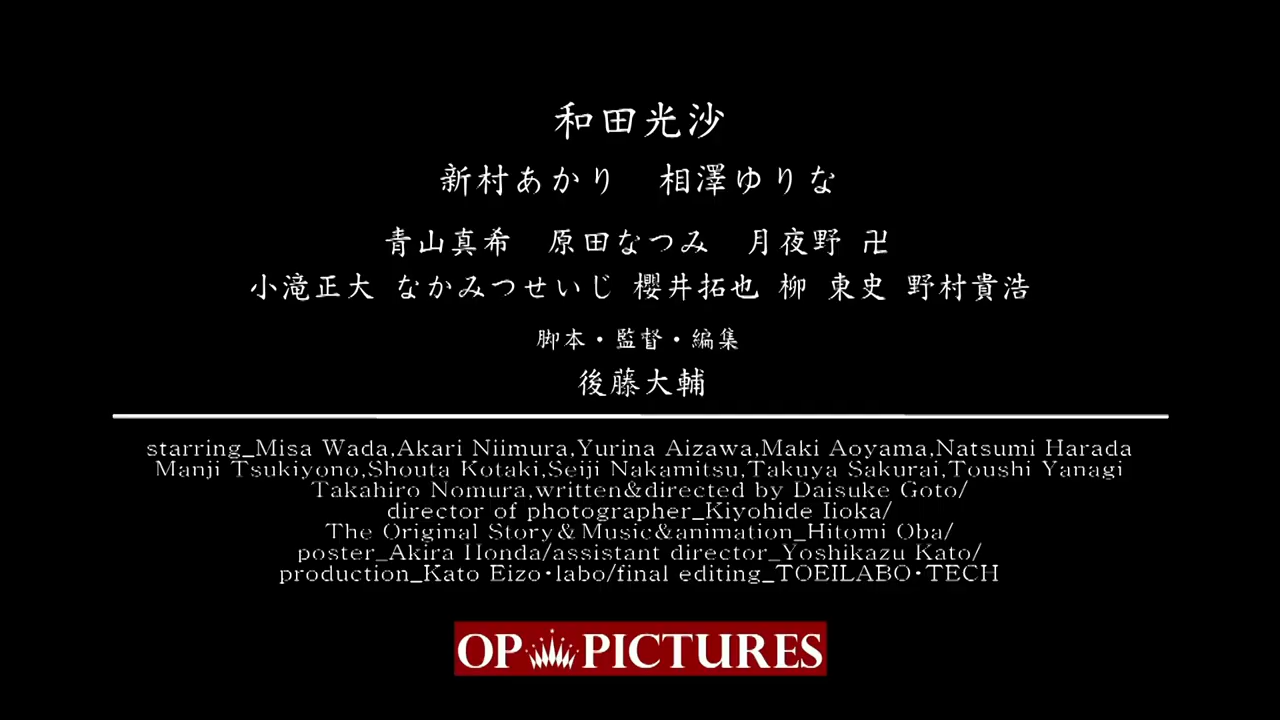 和田光沙
新村あかり　相澤ゆりな
青山真希　原田なつみ　月夜野 卍
小滝正大 なかみつせいじ 櫻井拓也 柳 東史 野村貴浩
脚本・監督・編集
後藤大輔
starring_Misa Wada,Akari Niimura,Yurina Aizawa,Maki Aoyama,Natsumi Harada
Manji Tsukiyono,Shouta Kotaki,Seiji Nakamitsu,Takuya Sakurai,Toushi Yanagi
Takahiro Nomura,written&directed by Daisuke Goto/
director of photographer_Kiyohide Iioka/
The Original Story&Music&animation_Hitomi Oba/
poster_Akira Honda/assistant director_Yoshikazu Kato/
production_Kato Eizo・labo/final editing_TOEILABO・TECH
OP PICTURES